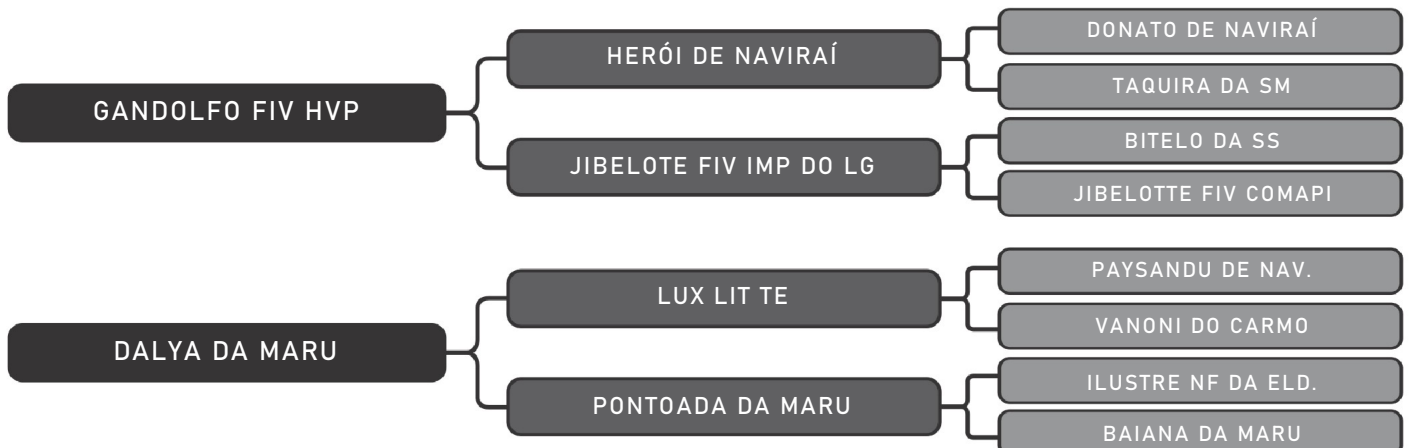 GANDOLFO FIV HVP
HERÓI DE NAVIRAÍ
DONATO DE NAVIRAÍ
TAQUIRA DA SM
JIBELOTE FIV IMP DO LG
BITELO DA SS
JIBELOTTE FIV COMAPI
DALYA DA MARU
LUX LIT TE
PAYSANDU DE NAV.
VANONI DO CARMO
PONTOADA DA MARU
ILUSTRE NF DA ELD.
BAIANA DA MARU